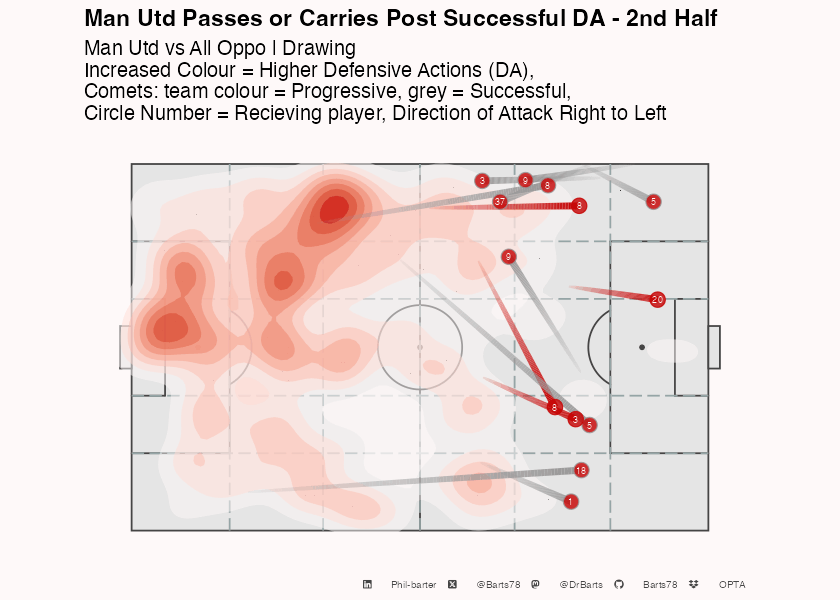 Man Utd Passes or Carries Post Successful DA - 2nd Half
Man Utd vs All Oppo | Drawing
Increased Colour = Higher Defensive Actions (DA),
Comets: team colour = Progressive, grey = Successful,
Circle Number = Recieving player, Direction of Attack Right to Left
3 9 8
37 8 5
9
20
8
3 5
18
1
Phil-barter @Barts78 @DrBarts Barts78 OPTA